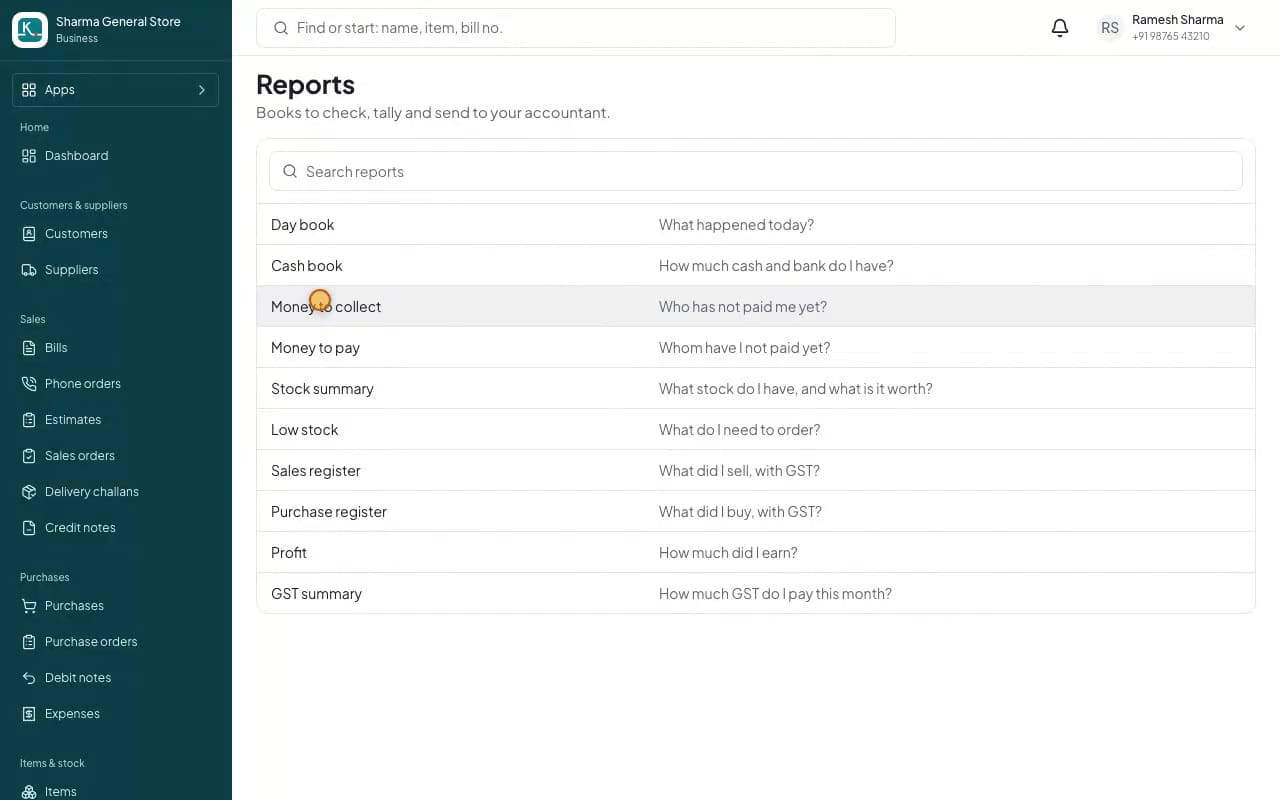 Sharma General Store
Business
Apps
Home
Dashboard
Customers & suppliers
Customers
Suppliers
Sales
Bills
Phone orders
Estimates
Sales orders
Delivery challans
Credit notes
Purchases
Purchases
Purchase orders
Debit notes
Expenses
Items & stock
Items
Find or start: name, item, bill no.
RS
Ramesh Sharma
+91 98765 43210
Reports
Books to check, tally and send to your accountant.
Search reports
Day book What happened today?
Cash book How much cash and bank do I have?
Money to collect Who has not paid me yet?
Money to pay Whom have I not paid yet?
Stock summary What stock do I have, and what is it worth?
Low stock What do I need to order?
Sales register What did I sell, with GST?
Purchase register What did I buy, with GST?
Profit How much did I earn?
GST summary How much GST do I pay this month?